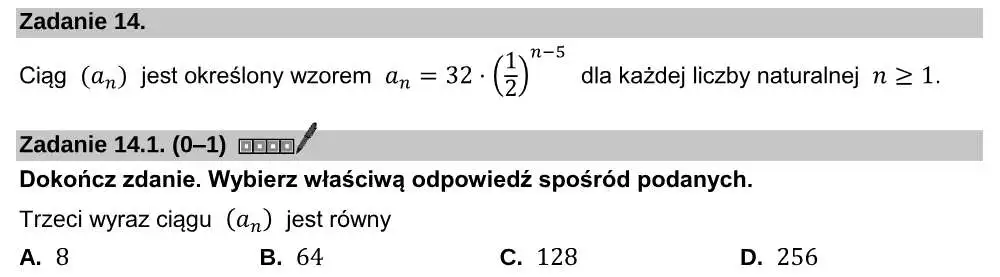 Zadanie 14.
Ciąg (aₙ) jest określony wzorem aₙ = 32 · (1/2)ⁿ⁻⁵ dla każdej liczby naturalnej n ≥ 1.
Zadanie 14.1. (0–1)
Dokończ zdanie. Wybierz właściwą odpowiedź spośród podanych.
Trzeci wyraz ciągu (aₙ) jest równy
A. 8 B. 64 C. 128 D. 256